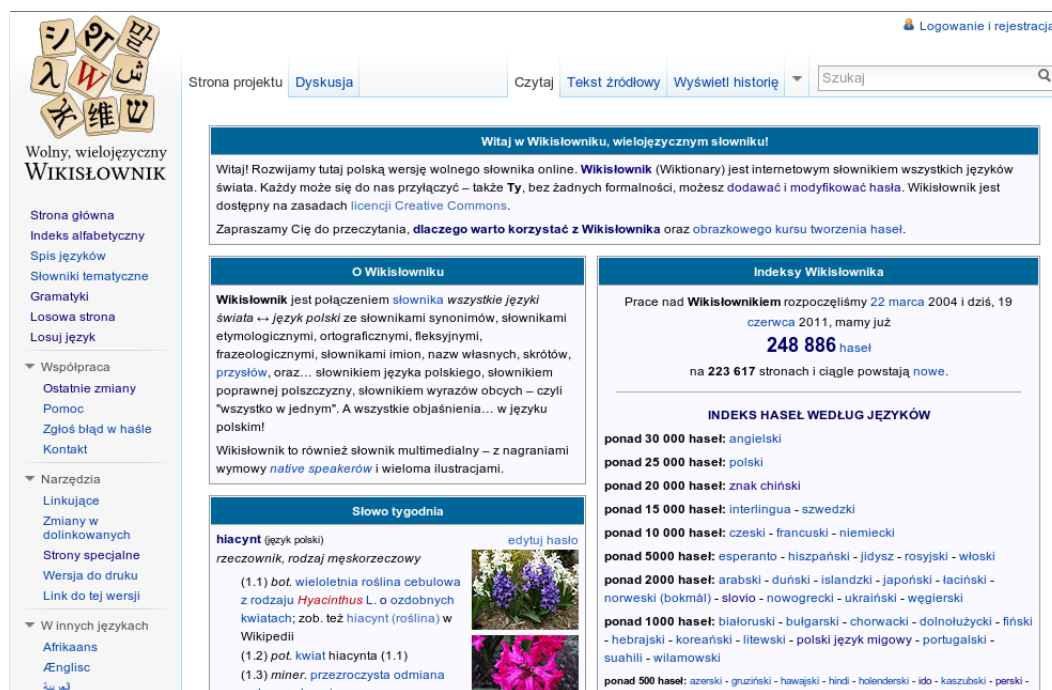 Logowanie i rejestracja
Strona projektu
Dyskusja
Czytaj
Tekst źródłowy
Wyświetl historię
Szukaj
シ
말
λ
W
ش
维
ש
Wolny, wielojęzyczny
WIKISŁOWNIK
Strona główna
Indeks alfabetyczny
Spis języków
Słowniki tematyczne
Gramatyki
Losowa strona
Losuj język
Współpraca
Ostatnie zmiany
Pomoc
Zgłoś błąd w haśle
Kontakt
Narzędzia
Linkujące
Zmiany w
dolinkowanych
Strony specjalne
Wersja do druku
Link do tej wersji
W innych językach
Afrikaans
Ænglisc
العربية
Witaj w Wikisłowniku, wielojęzycznym słowniku!
Witaj! Rozwijamy tutaj polską wersję wolnego słownika online. Wikisłownik (Wiktionary) jest internetowym słownikiem wszystkich języków
świata. Każdy może się do nas przyłączyć – także Ty, bez żadnych formalności, możesz dodawać i modyfikować hasła. Wikisłownik jest
dostępny na zasadach licencji Creative Commons.
Zapraszamy Cię do przeczytania, dlaczego warto korzystać z Wikisłownika oraz obrazkowego kursu tworzenia haseł.
O Wikisłowniku
Wikisłownik jest połączeniem słownika wszystkie języki
świata ↔ język polski ze słownikami synonimów, słownikami
etymologicznymi, ortograficznymi, fleksyjnymi,
frazeologicznymi, słownikami imion, nazw własnych, skrótów,
przysłów, oraz... słownikiem języka polskiego, słownikiem
poprawnej polszczyzny, słownikiem wyrazów obcych – czyli
"wszystko w jednym". A wszystkie objaśnienia... w języku
polskim!
Wikisłownik to również słownik multimedialny – z nagraniami
wymowy native speakerów i wieloma ilustracjami.
Słowo tygodnia
hiacynt (język polski)
edytuj hasło
rzeczownik, rodzaj męskorzeczowy
(1.1) bot. wieloletnia roślina cebulowa
z rodzaju Hyacinthus L. o ozdobnych
kwiatach; zob. też hiacynt (roślina) w
Wikipedii
(1.2) pot. kwiat hiacynta (1.1)
(1.3) miner. przezroczysta odmiana
Indeksy Wikisłownika
Prace nad Wikisłownikiem rozpoczęliśmy 22 marca 2004 i dziś, 19
czerwca 2011, mamy już
248 886 haseł
na 223 617 stronach i ciągle powstają nowe.
INDEKS HASEŁ WEDŁUG JĘZYKÓW
ponad 30 000 haseł: angielski
ponad 25 000 haseł: polski
ponad 20 000 haseł: znak chiński
ponad 15 000 haseł: interlingua - szwedzki
ponad 10 000 haseł: czeski - francuski - niemiecki
ponad 5000 haseł: esperanto - hiszpański - jidysz - rosyjski - włoski
ponad 2000 haseł: arabski - duński - islandzki - japoński - łaciński -
norweski (bokmål) - slovio - nowogrecki - ukraiński - węgierski
ponad 1000 haseł: białoruski - bułgarski - chorwacki - dolnołużycki - fiński
- hebrajski - koreański - litewski - polski język migowy - portugalski -
suahili - wilamowski
ponad 500 haseł: azerski - gruziński - hawajski - hindi - holenderski - ido - kaszubski - perski -